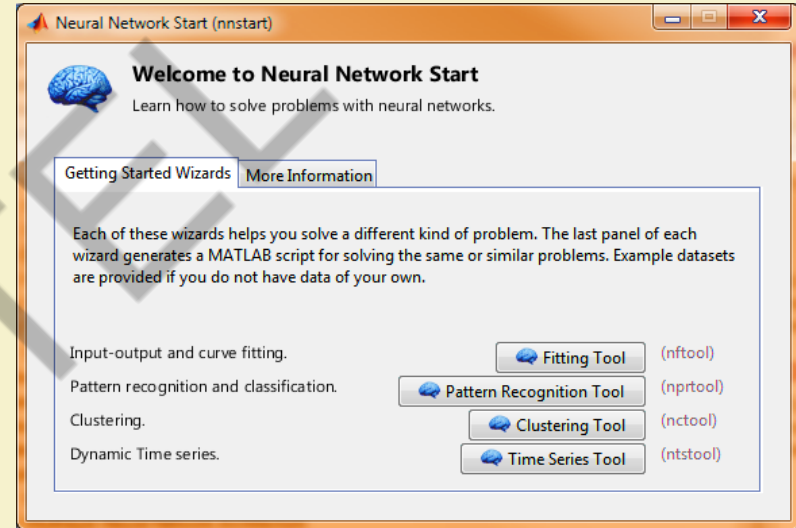 Neural Network Start (nnstart)
Welcome to Neural Network Start
Learn how to solve problems with neural networks.
Getting Started Wizards More Information
Each of these wizards helps you solve a different kind of problem. The last panel of each
wizard generates a MATLAB script for solving the same or similar problems. Example datasets
are provided if you do not have data of your own.
Input-output and curve fitting. Fitting Tool (nftool)
Pattern recognition and classification. Pattern Recognition Tool (nprtool)
Clustering. Clustering Tool (nctool)
Dynamic Time series. Time Series Tool (ntstool)